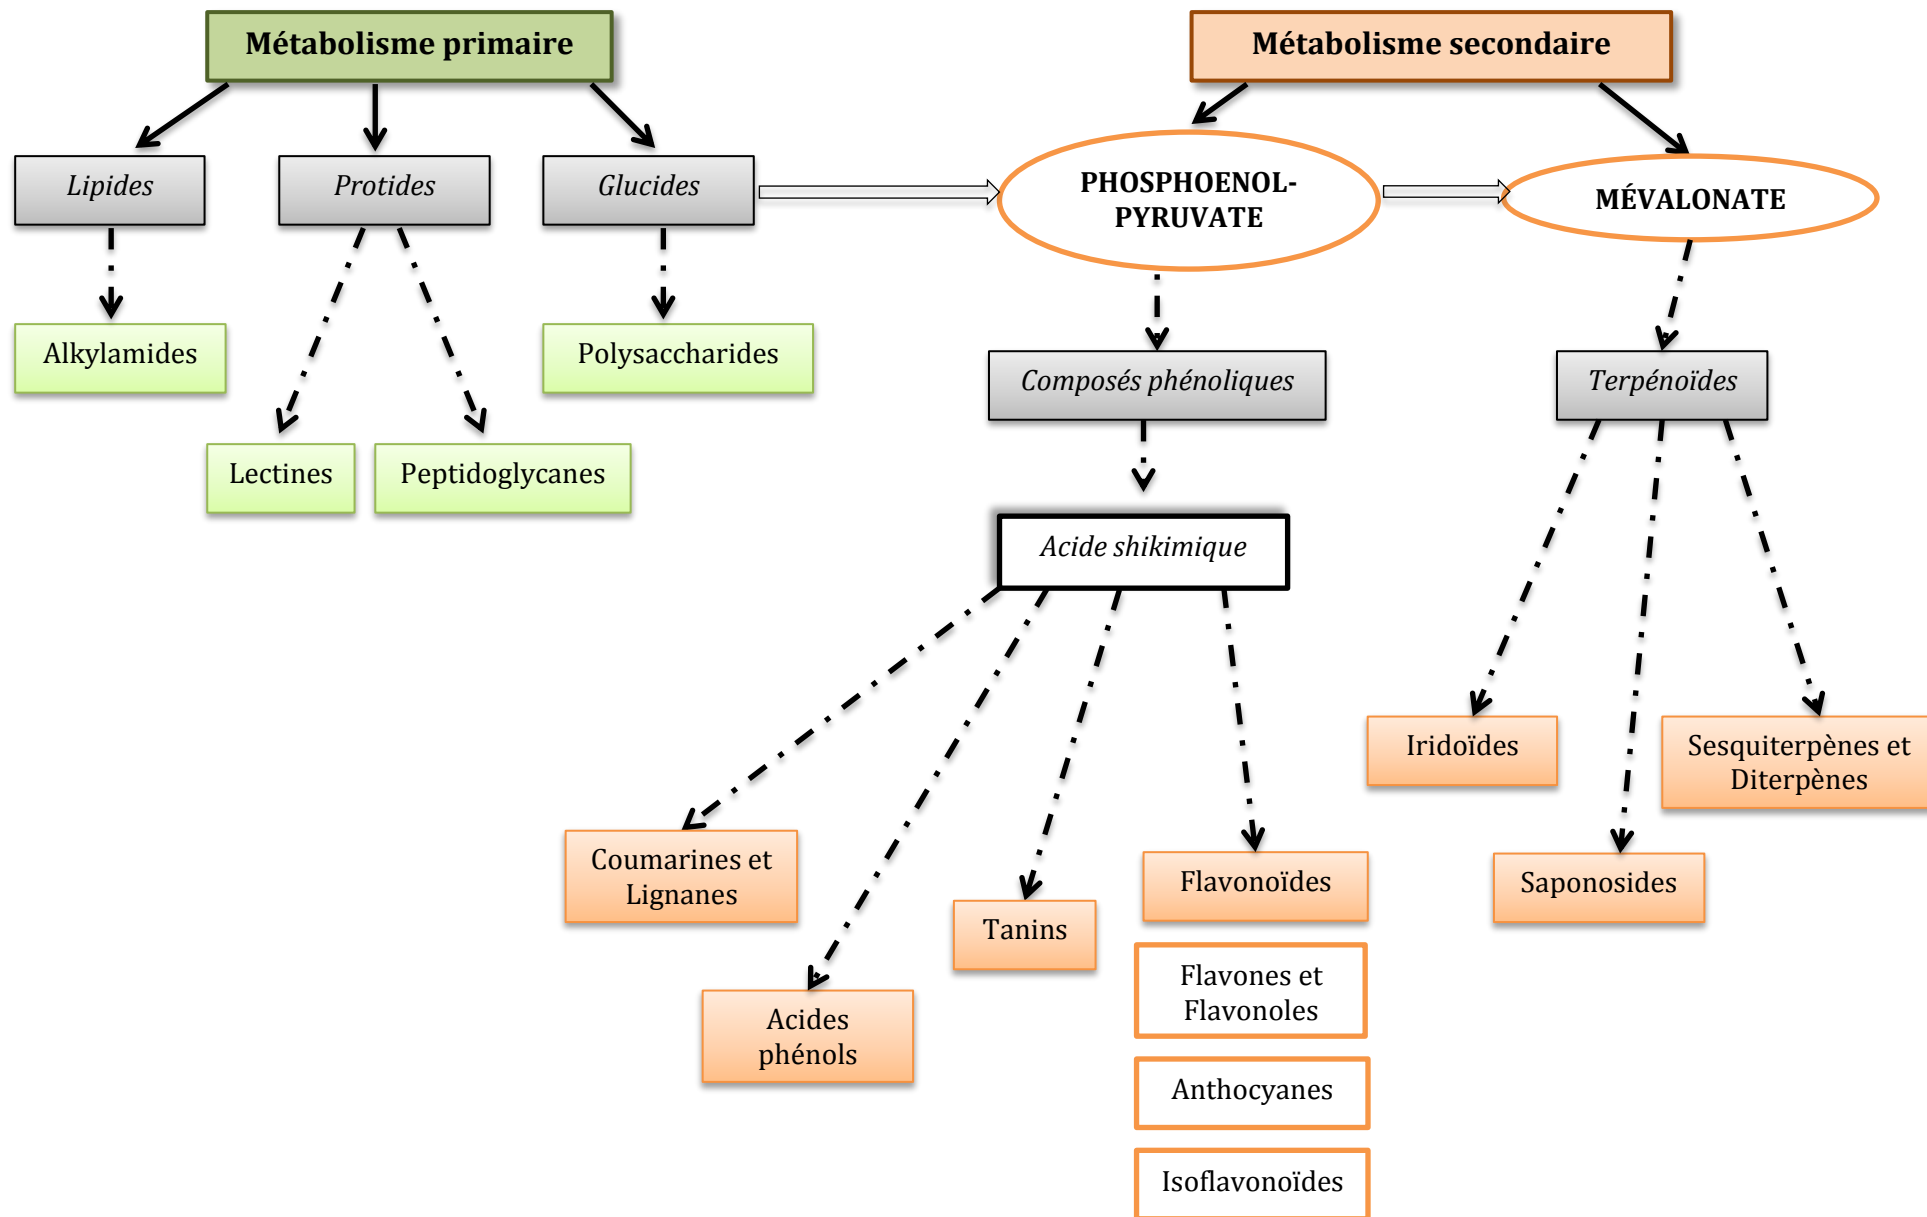 Métabolisme primaire
Métabolisme secondaire
Lipides
Protides
Glucides
PHOSPHOENOL-
PYRUVATE
MÉVALONATE
Alkylamides
Polysaccharides
Composés phénoliques
Terpénoïdes
Lectines
Peptidoglycanes
Acide shikimique
Iridoïdes
Sesquiterpènes et
Diterpènes
Coumarines et
Lignanes
Flavonoïdes
Saponosides
Tanins
Flavones et
Flavonoles
Acides
phénols
Anthocyanes
Isoflavonoïdes